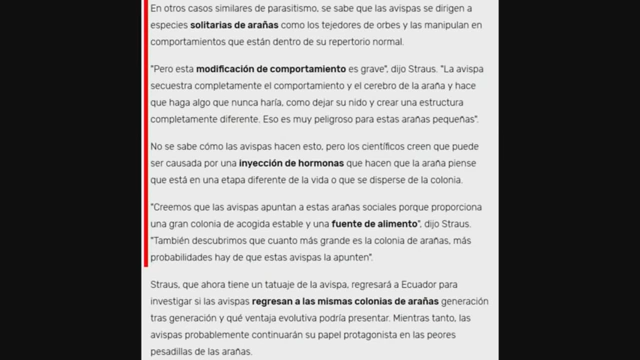 En otros casos similares de parasitismo, se sabe que las avispas se dirigen a
especies solitarias de arañas como los tejedores de orbes y las manipulan en
comportamientos que están dentro de su repertorio normal.
"Pero esta modificación de comportamiento es grave", dijo Straus. "La avispa
secuestra completamente el comportamiento y el cerebro de la araña y hace
que haga algo que nunca haría, como dejar su nido y crear una estructura
completamente diferente. Eso es muy peligroso para estas arañas pequeñas".
No se sabe cómo las avispas hacen esto, pero los científicos creen que puede
ser causada por una inyección de hormonas que hacen que la araña piense
que está en una etapa diferente de la vida o que se disperse de la colonia.
"Creemos que las avispas apuntan a estas arañas sociales porque proporciona
una gran colonia de acogida estable y una fuente de alimento", dijo Straus.
"También descubrimos que cuanto más grande es la colonia de arañas, más
probabilidades hay de que estas avispas la apunten".
Straus, que ahora tiene un tatuaje de la avispa, regresará a Ecuador para
investigar si las avispas regresan a las mismas colonias de arañas generación
tras generación y qué ventaja evolutiva podría presentar. Mientras tanto, las
avispas probablemente continuarán su papel protagonista en las peores
pesadillas de las arañas.